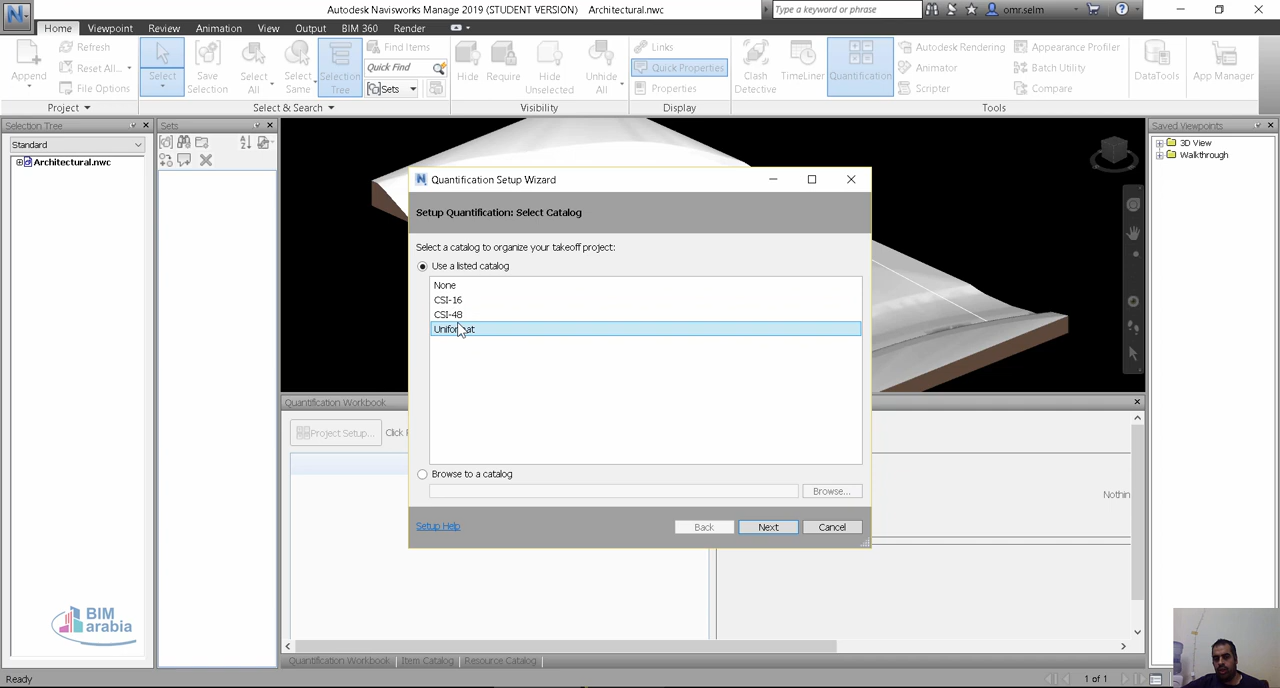 Autodesk Navisworks Manage 2019 (STUDENT VERSION) Architectural.nwc
Type a keyword or phrase
omr.selm
Home Viewpoint Review Animation View Output BIM 360 Render
Append
Refresh
Reset All...
File Options
Project
Select
Save Selection
Select All
Select Same
Selection Tree
Find Items
Quick Find
Sets
Select & Search
Hide
Require
Hide Unselected
Unhide All
Visibility
Links
Quick Properties
Properties
Display
Clash Detective
TimeLiner
Quantification
Autodesk Rendering
Animator
Scripter
Appearance Profiler
Batch Utility
Compare
Tools
DataTools
App Manager
Selection Tree
Standard
Architectural.nwc
Sets
Saved Viewpoints
3D View
Walkthrough
Quantification Setup Wizard
Setup Quantification: Select Catalog
Select a catalog to organize your takeoff project:
Use a listed catalog
None
CSI-16
CSI-48
Browse to a catalog
Browse...
Setup Help
Back
Next
Cancel
Quantification Workbook
Project Setup...
Click
Nothin
BIM
arabia
Quantification Workbook Item Catalog Resource Catalog
Ready
1 of 1